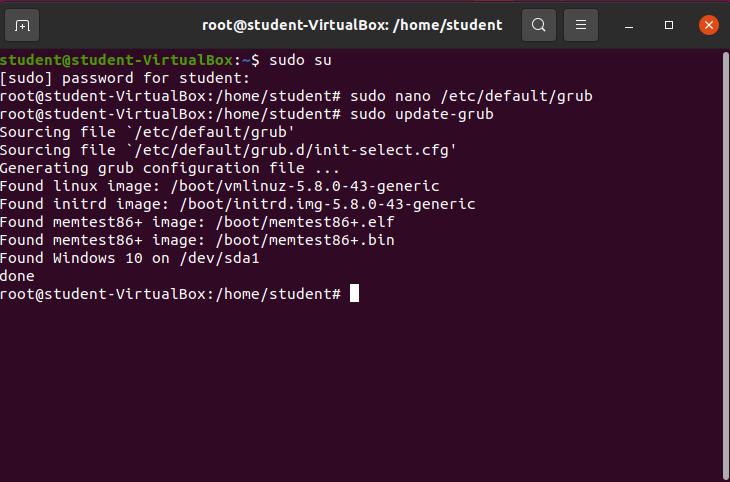 root@student-VirtualBox: /home/student
student@student-VirtualBox:~$ sudo su
[sudo] password for student:
root@student-VirtualBox:/home/student# sudo nano /etc/default/grub
root@student-VirtualBox:/home/student# sudo update-grub
Sourcing file `/etc/default/grub'
Sourcing file `/etc/default/grub.d/init-select.cfg'
Generating grub configuration file ...
Found linux image: /boot/vmlinuz-5.8.0-43-generic
Found initrd image: /boot/initrd.img-5.8.0-43-generic
Found memtest86+ image: /boot/memtest86+.elf
Found memtest86+ image: /boot/memtest86+.bin
Found Windows 10 on /dev/sda1
done
root@student-VirtualBox:/home/student#